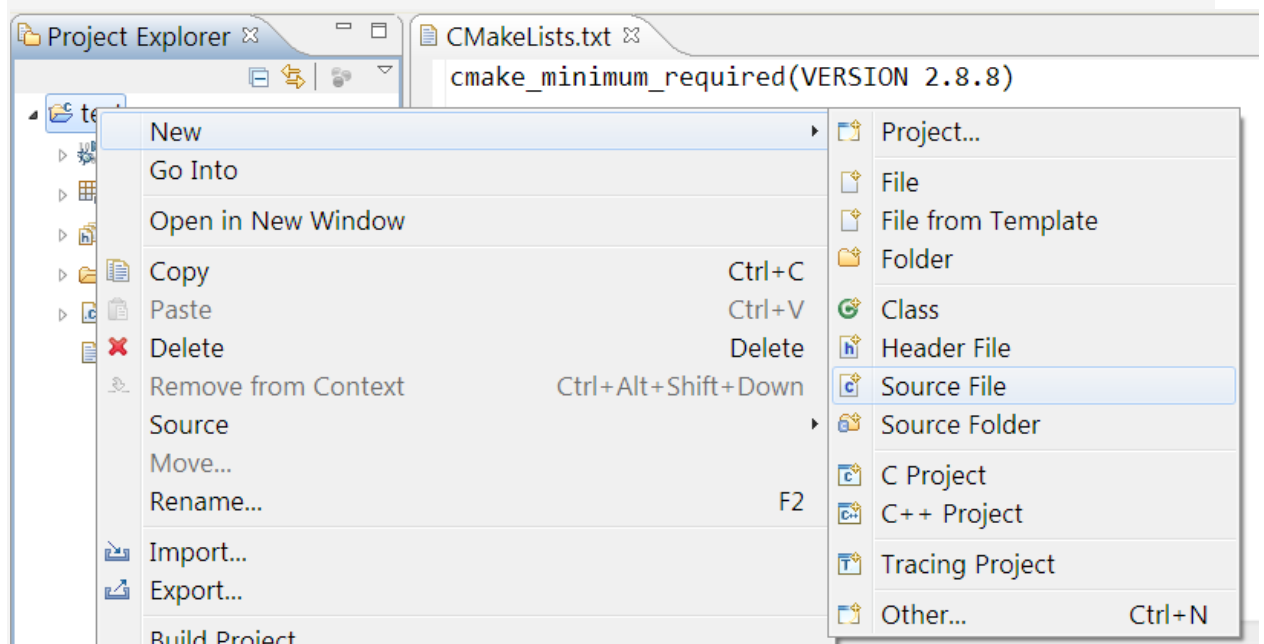 Project Explorer
CMakeLists.txt
cmake_minimum_required(VERSION 2.8.8)
New
Go Into
Open in New Window
Copy Ctrl+C
Paste Ctrl+V
Delete Delete
Remove from Context Ctrl+Alt+Shift+Down
Source
Move...
Rename... F2
Import...
Export...
Build Project
Project...
File
File from Template
Folder
Class
Header File
Source File
Source Folder
C Project
C++ Project
Tracing Project
Other... Ctrl+N